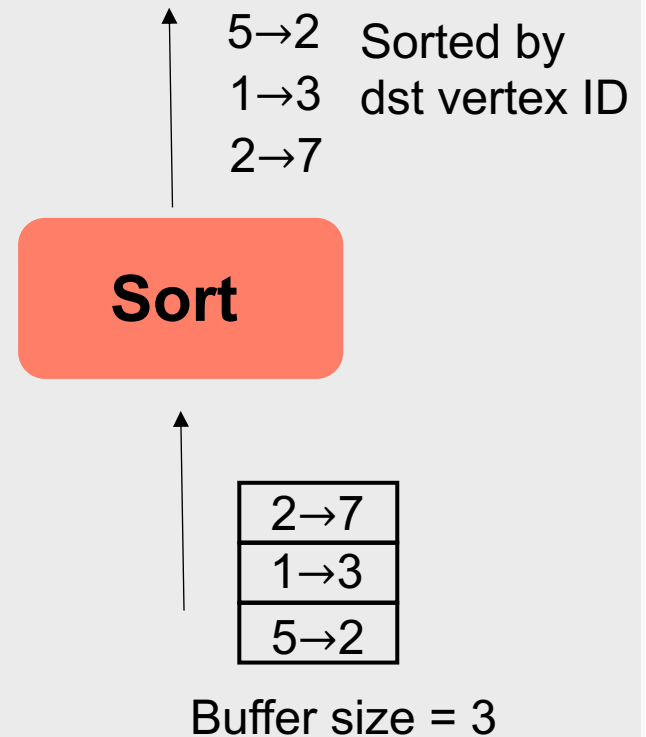 5→2
1→3
2→7
Sorted by
dst vertex ID
Sort
2→7
1→3
5→2
Buffer size = 3